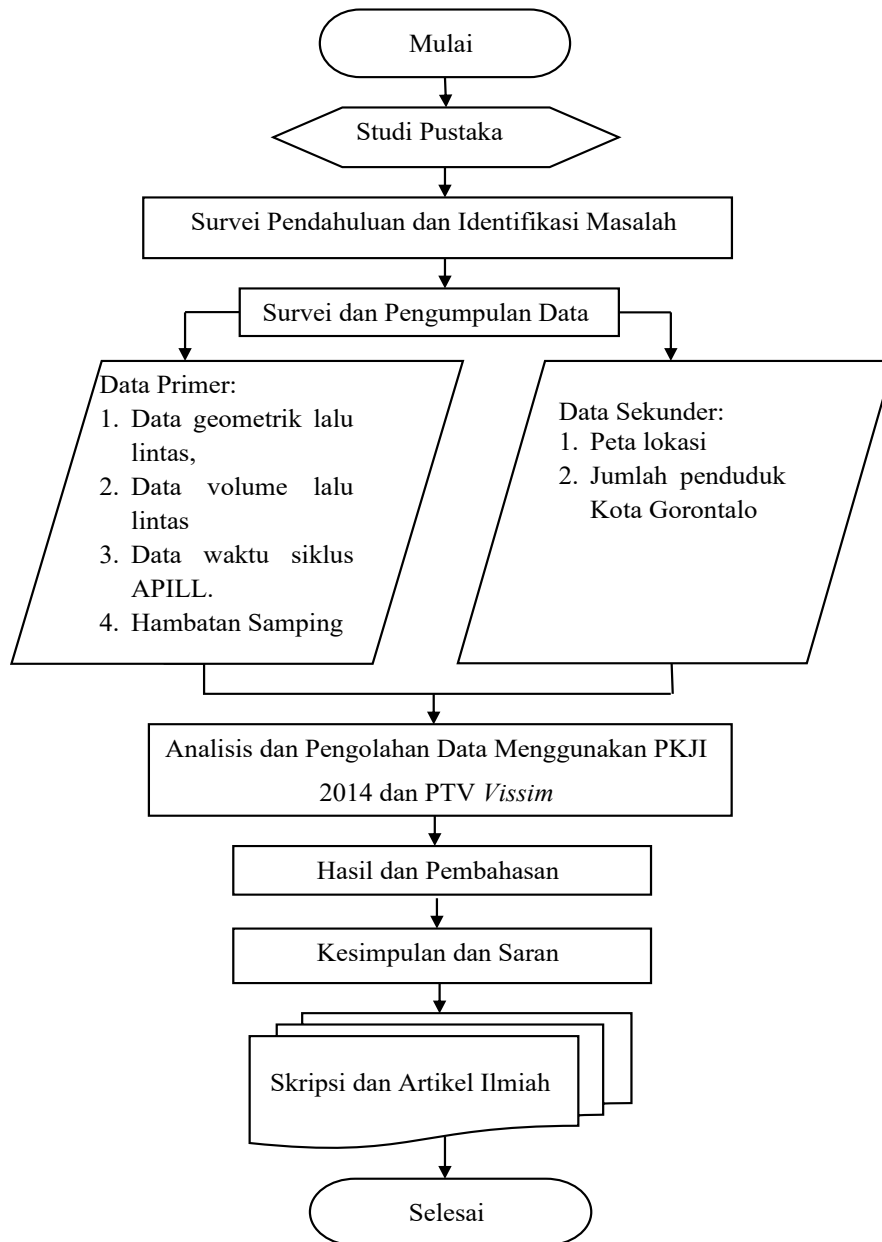 Mulai
Studi Pustaka
Survei Pendahuluan dan Identifikasi Masalah
Survei dan Pengumpulan Data
Data Primer:
1. Data geometrik lalu
lintas,
2. Data volume lalu
lintas
3. Data waktu siklus
APILL.
4. Hambatan Samping
Data Sekunder:
1. Peta lokasi
2. Jumlah penduduk
Kota Gorontalo
Analisis dan Pengolahan Data Menggunakan PKJI
2014 dan PTV Vissim
Hasil dan Pembahasan
Kesimpulan dan Saran
Skripsi dan Artikel Ilmiah
Selesai